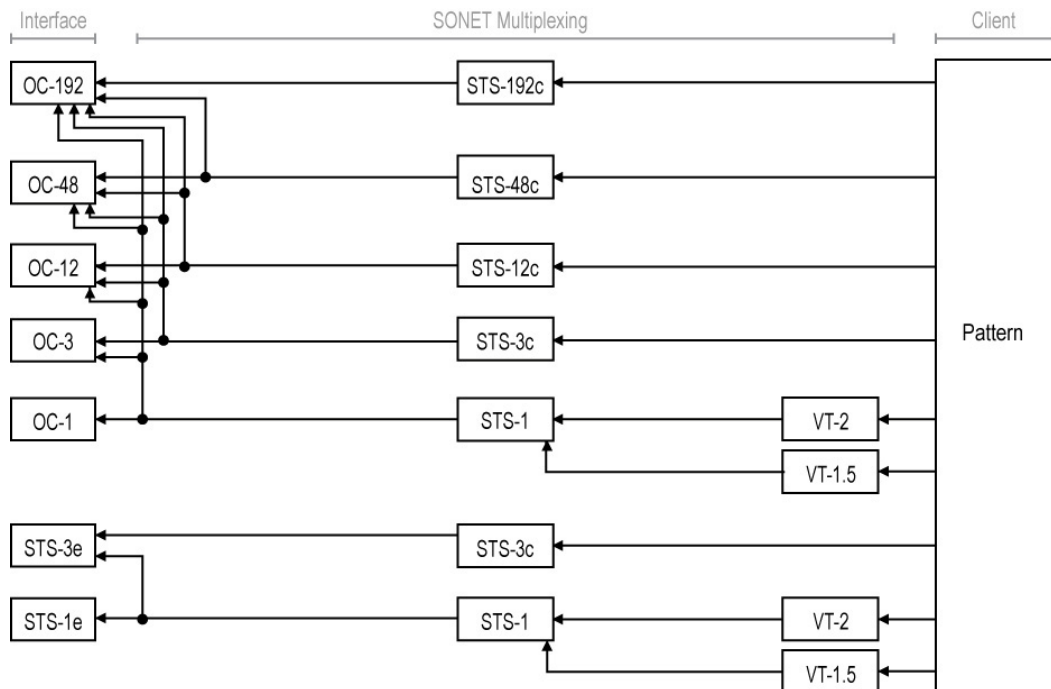 Interface SONET Multiplexing Client
OC-192 STS-192c
OC-48 STS-48c
OC-12 STS-12c
OC-3 STS-3c Pattern
OC-1 STS-1 VT-2
VT-1.5
STS-3e STS-3c
STS-1e STS-1 VT-2
VT-1.5